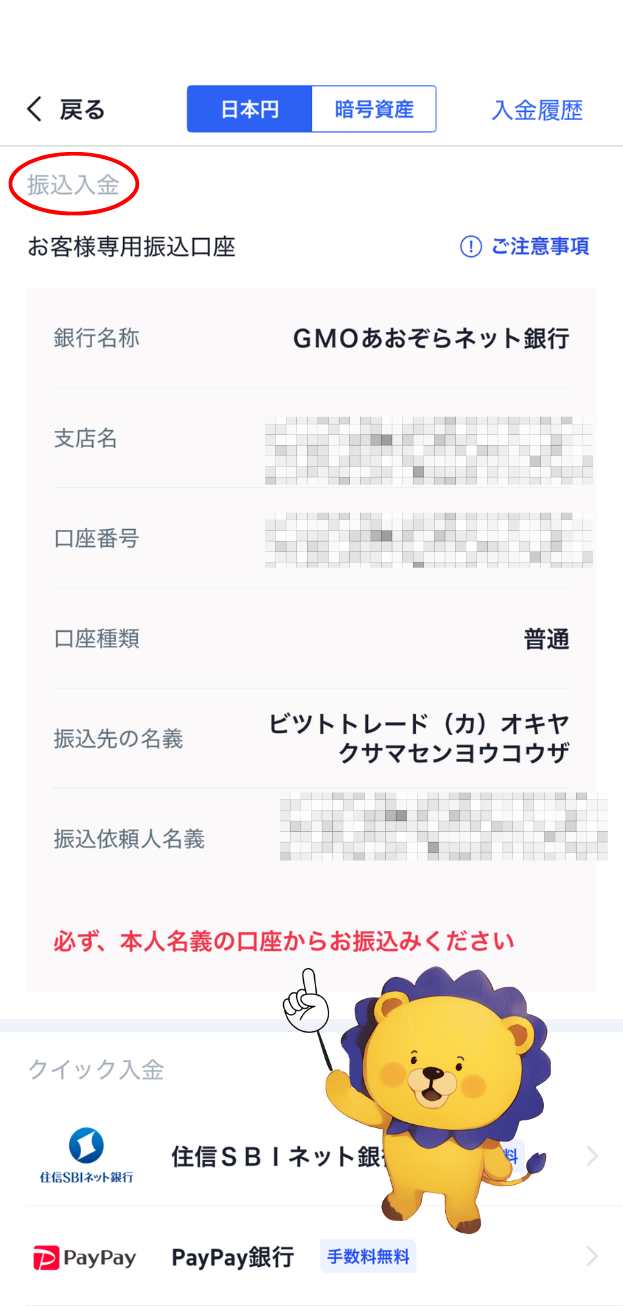 戻る
日本円
暗号資産
入金履歴
振込入金
お客様専用振込口座
ご注意事項
銀行名称
GMOあおぞらネット銀行
支店名
口座番号
口座種類
普通
振込先の名義
ビツトトレード（カ）オキヤ
クサマセンヨウコウザ
振込依頼人名義
必ず、本人名義の口座からお振込みください
クイック入金
住信SBIネット銀行
住信ＳＢＩネット銀
料
PayPay
PayPay銀行
手数料無料